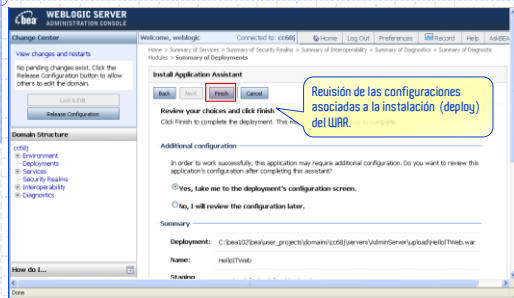 bea WEBLOGIC SERVER
ADMINISTRATION CONSOLE
Change Center
View changes and restarts
No pending changes exist. Click the
Release Configuration button to allow
others to edit the domain.
Lock & Edit
Release Configuration
Domain Structure
cc68j
Environment
Deployments
Services
Security Realms
Interoperability
Diagnostics
How do I...
Welcome, weblogic
Connected to: cc68j
Home
Log Out
Preferences
Record
Help
AskBEA
Home > Summary of Services > Summary of Security Realms > Summary of Interoperability > Summary of Diagnostics > Summary of Diagnostic
Modules > Summary of Deployments
Install Application Assistant
Back
Next
Finish
Cancel
Review your choices and click Finish
Click Finish to complete the deployment. This may complete.
Revisión de las configuraciones
asociadas a la instalación (deploy)
del WAR.
Additional configuration
In order to work successfully, this application may require additional configuration. Do you want to review this
application's configuration after completing this assistant?
Yes, take me to the deployment's configuration screen.
No, I will review the configuration later.
Summary
Deployment: C:\bea102\bea\user_projects\domains\cc68j\servers\AdminServer\upload\HelloITWeb.war
Name: HelloITWeb
Staging
Done